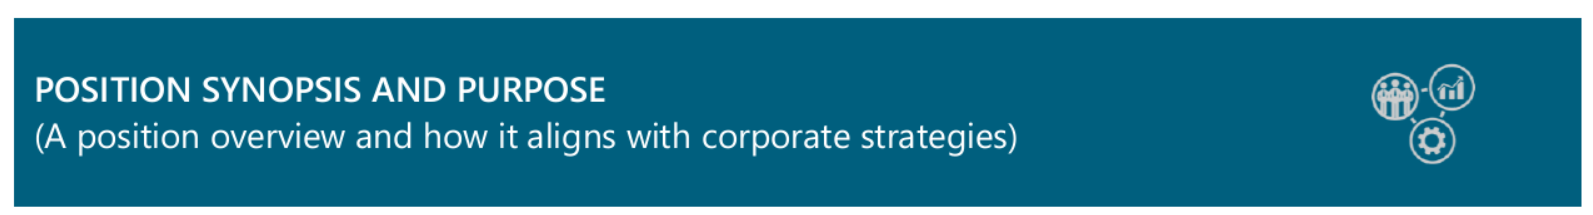 POSITION SYNOPSIS AND PURPOSE
(A position overview and how it aligns with corporate strategies)